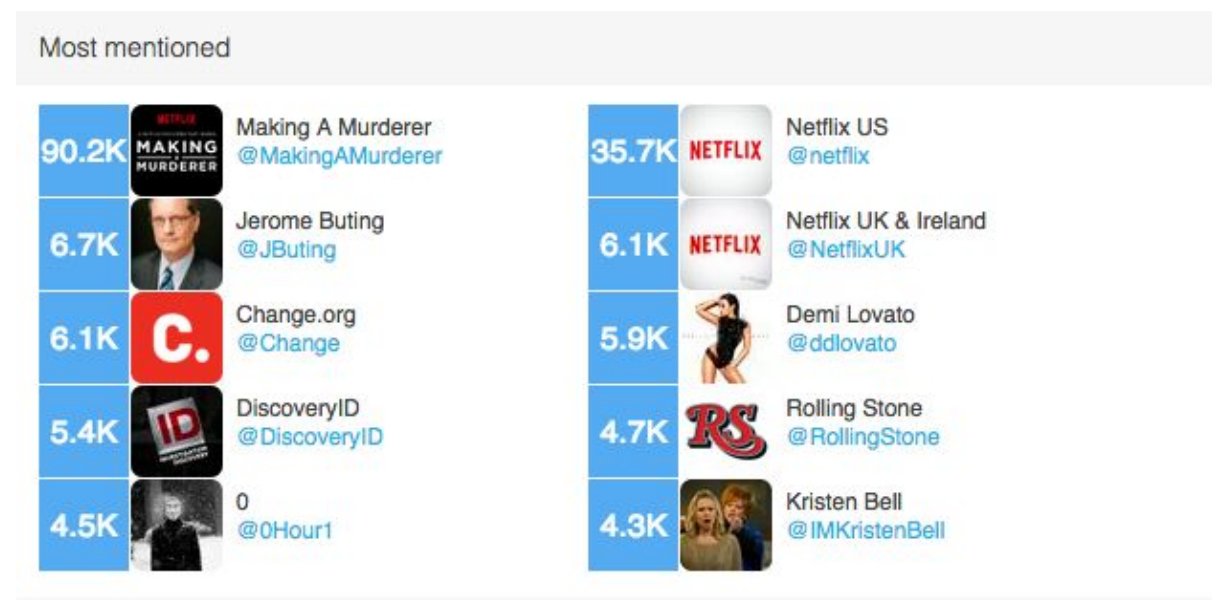 Most mentioned
90.2K
NETFLIX
MAKING
A
MURDERER
Making A Murderer
@MakingAMurderer
35.7K
NETFLIX
Netflix US
@netflix
6.7K
Jerome Buting
@JButing
6.1K
NETFLIX
Netflix UK & Ireland
@NetflixUK
6.1K
C.
Change.org
@Change
5.9K
Demi Lovato
@ddlovato
5.4K
ID
INVESTIGATION
DISCOVERY
DiscoveryID
@DiscoveryID
4.7K
RS
Rolling Stone
@RollingStone
4.5K
0
@0Hour1
4.3K
Kristen Bell
@IMKristenBell